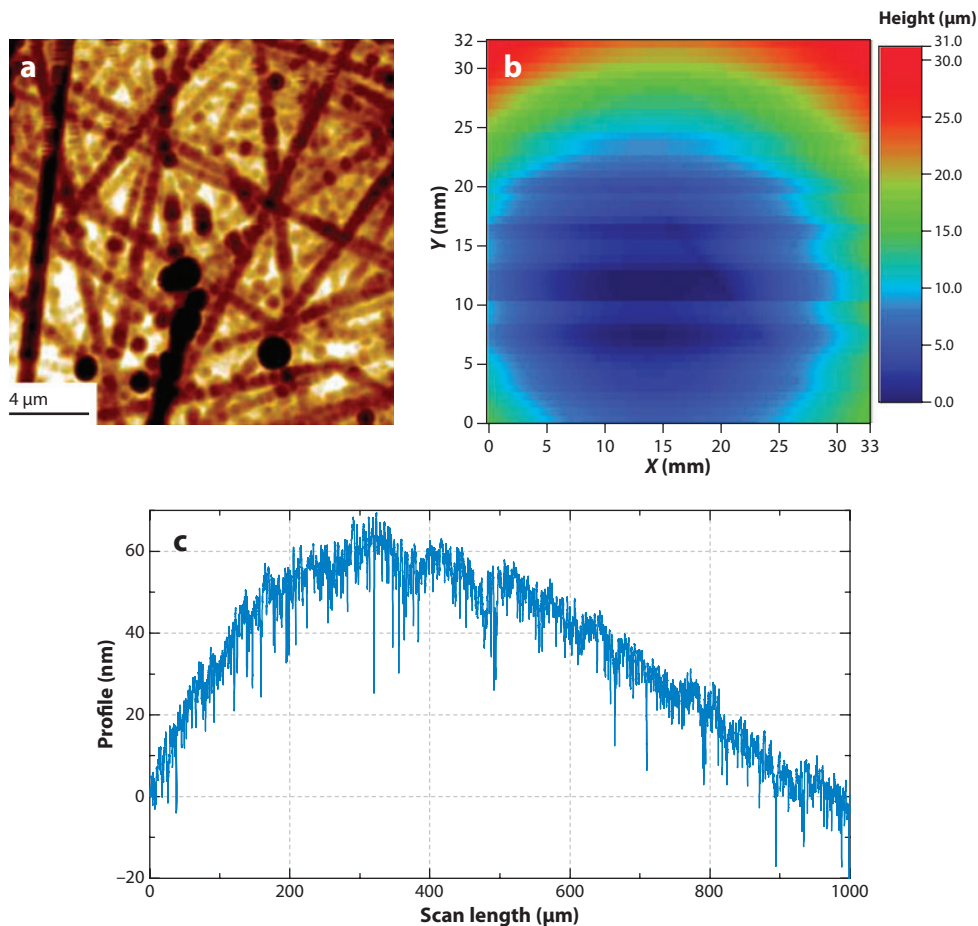 a
4 µm
b
Height (µm)
31.0
30.0
25.0
20.0
15.0
10.0
5.0
0.0
32
30
25
20
15
10
5
0
Y (mm)
0 5 10 15 20 25 30 33
X (mm)
c
60
40
20
0
–20
Profile (nm)
0 200 400 600 800 1000
Scan length (µm)